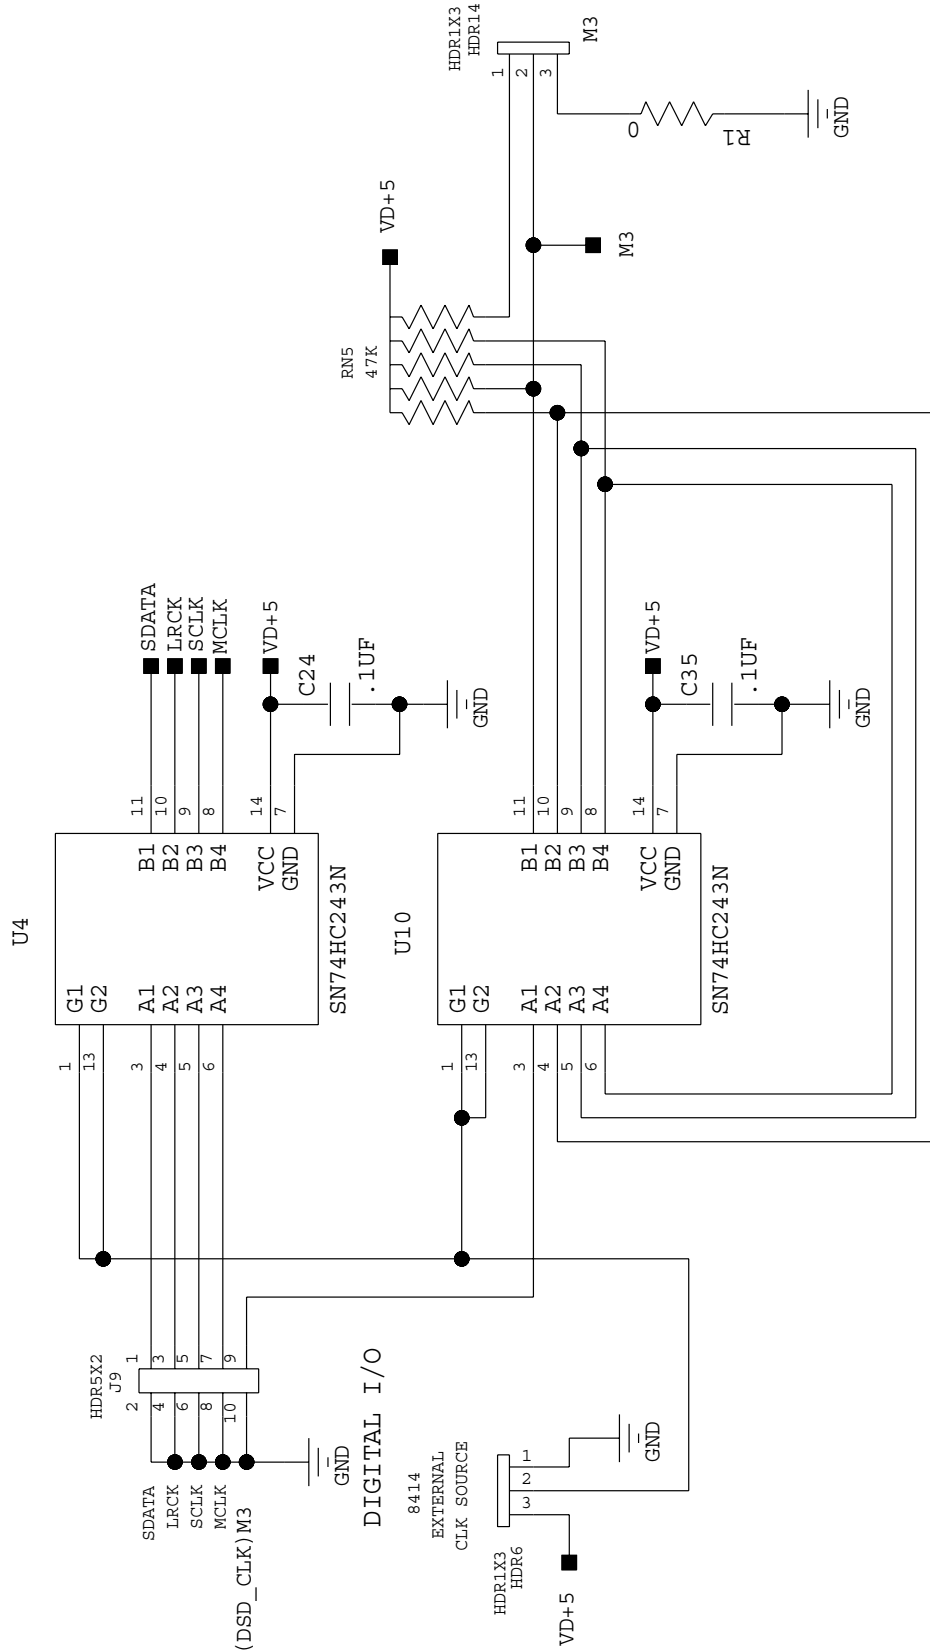 HDR1X3
HDR14
M3
1
2
3
0
R1
GND
VD+5
M3
RN5
47K
SDATA
LRCK
SCLK
MCLK
VD+5
C24
.1UF
GND
11
10
9
8
14
7
U4
B1
B2
B3
B4
VCC
GND
G1
G2
A1
A2
A3
A4
SN74HC243N
1
13
3
4
5
6
VD+5
C35
.1UF
GND
11
10
9
8
14
7
U10
B1
B2
B3
B4
VCC
GND
G1
G2
A1
A2
A3
A4
SN74HC243N
1
13
3
4
5
6
HDR5X2
J9
1
3
5
7
9
2
4
6
8
10
SDATA
LRCK
SCLK
MCLK
(DSD_CLK)M3
GND
DIGITAL I/O
8414
EXTERNAL
CLK SOURCE
1
2
3
GND
HDR1X3
HDR6
VD+5